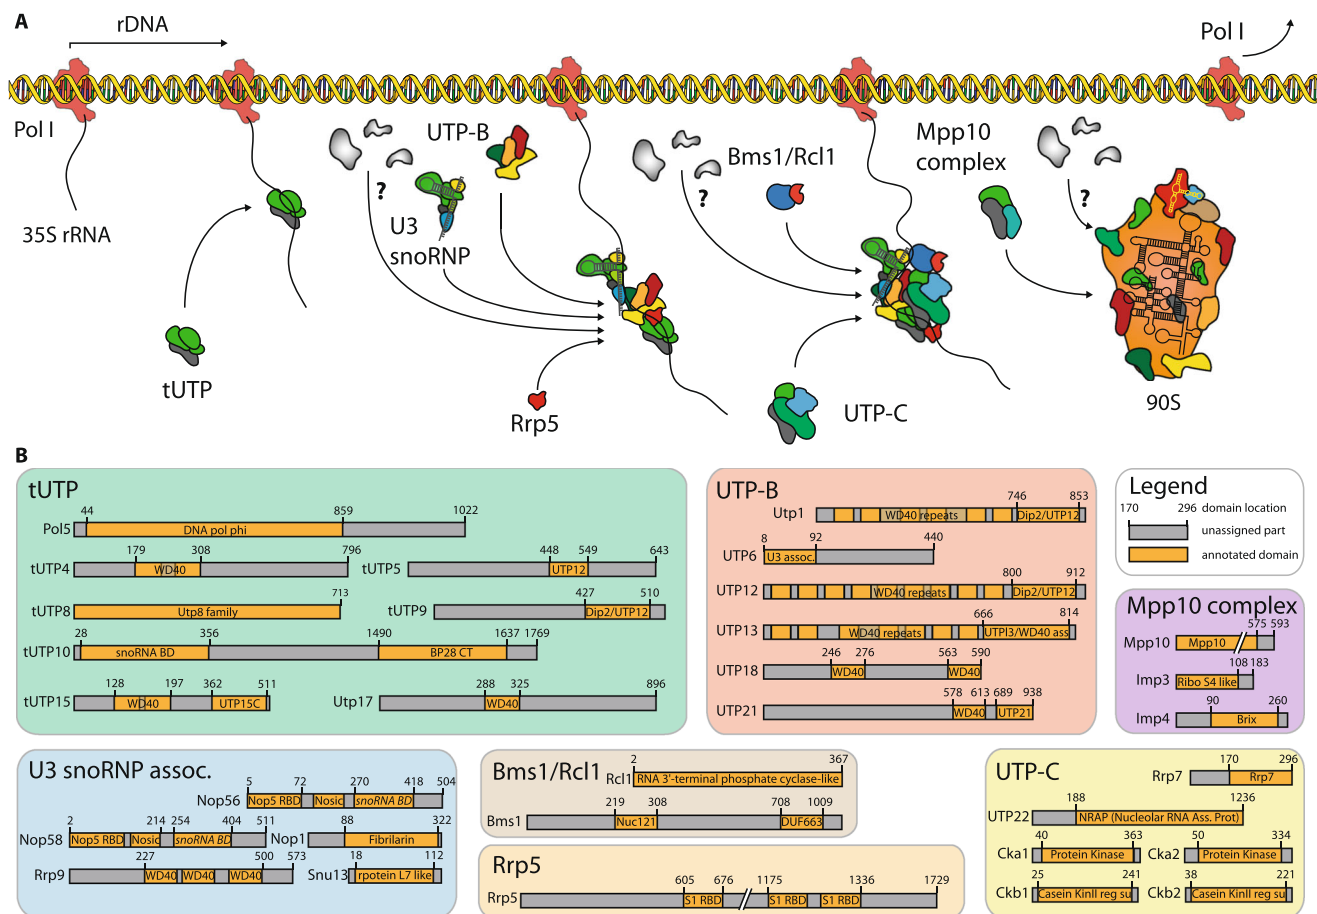 A
rDNA
Pol I
Pol I
35S rRNA
tUTP
UTP-B
?
U3
snoRNP
Rrp5
Bms1/Rcl1
?
UTP-C
Mpp10
complex
?
90S
B
tUTP
44 859 1022
Pol5 DNA pol phi
179 308 796
tUTP4 WD40
448 549 643
tUTP5 UTP12
713
tUTP8 Utp8 family
427 510
tUTP9 Dip2/UTP12
28 356 1490 1637 1769
tUTP10 snoRNA BD BP28 CT
128 197 362 511
tUTP15 WD40 UTP15C
288 325 896
Utp17 WD40
UTP-B
746 853
Utp1 WD40 repeats Dip2/UTP12
8 92 440
UTP6 U3 assoc.
800 912
UTP12 WD40 repeats Dip2/UTP12
666 814
UTP13 WD40 repeats UTPI3/WD40 ass
246 276 563 590
UTP18 WD40 WD40
578 613 689 938
UTP21 WD40 UTP21
Legend
170 296 domain location
unassigned part
annotated domain
Mpp10 complex
575 593
Mpp10 Mpp10
108 183
Imp3 Ribo S4 like
90 260
Imp4 Brix
U3 snoRNP assoc.
5 72 270 418 504
Nop56 Nop5 RBD Nosic snoRNA BD
2 214 254 404 511
Nop58 Nop5 RBD Nosic snoRNA BD
88 322
Nop1 Fibrilarin
227 500 573
Rrp9 WD40 WD40 WD40
18 112
Snu13 rpotein L7 like
Bms1/Rcl1
2 367
Rcl1 RNA 3'-terminal phosphate cyclase-like
219 308 708 1009
Bms1 Nuc121 DUF663
Rrp5
605 676 1175 1336 1729
Rrp5 S1 RBD S1 RBD S1 RBD
UTP-C
170 296
Rrp7 Rrp7
188 1236
UTP22 NRAP (Nucleolar RNA Ass. Prot)
40 363
Cka1 Protein Kinase
50 334
Cka2 Protein Kinase
25 241
Ckb1 Casein KinII reg su
38 221
Ckb2 Casein KinII reg su